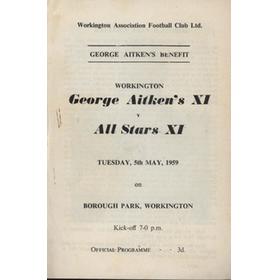 Workington Association Football Club Ltd.
GEORGE AITKEN'S BENEFIT
WORKINGTON
George Aitken's XI
v
All Stars XI
TUESDAY, 5th MAY, 1959
on
BOROUGH PARK, WORKINGTON
Kick-off 7-0 p.m.
OFFICIAL PROGRAMME - 3d.